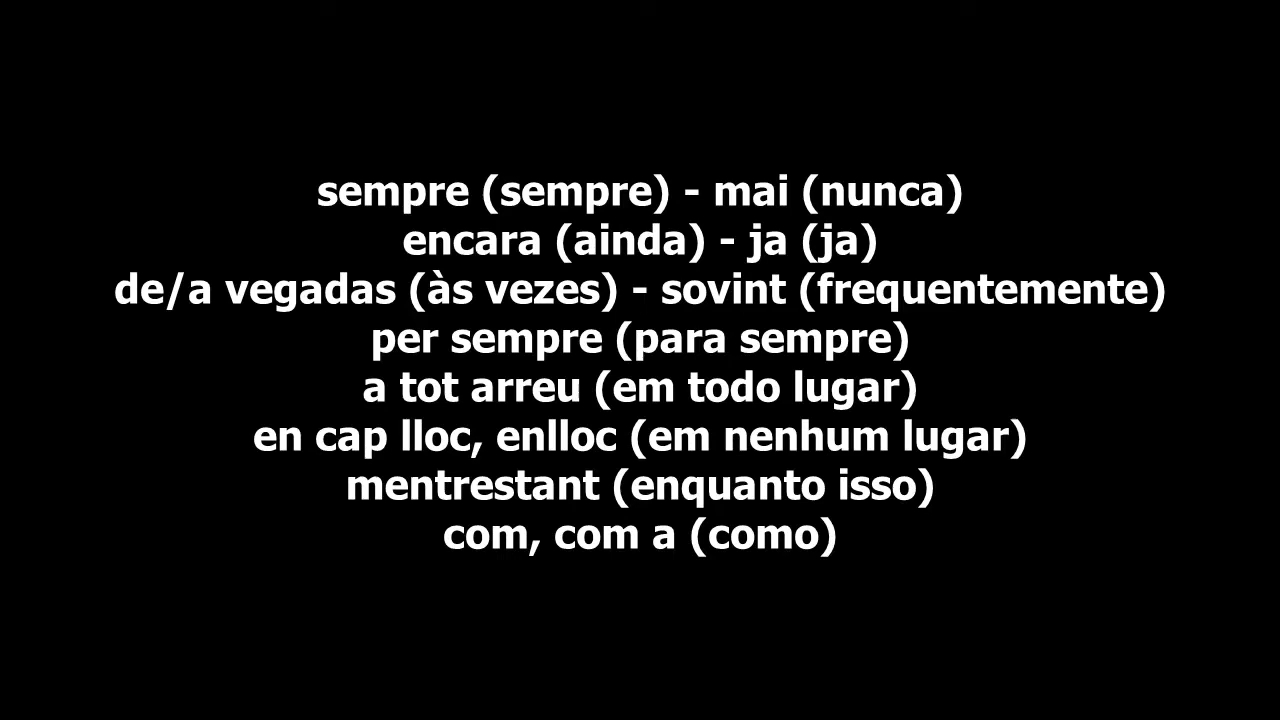 sempre (sempre) - mai (nunca)
encara (ainda) - ja (ja)
de/a vegadas (às vezes) - sovint (frequentemente)
per sempre (para sempre)
a tot arreu (em todo lugar)
en cap lloc, enlloc (em nenhum lugar)
mentrestant (enquanto isso)
com, com a (como)